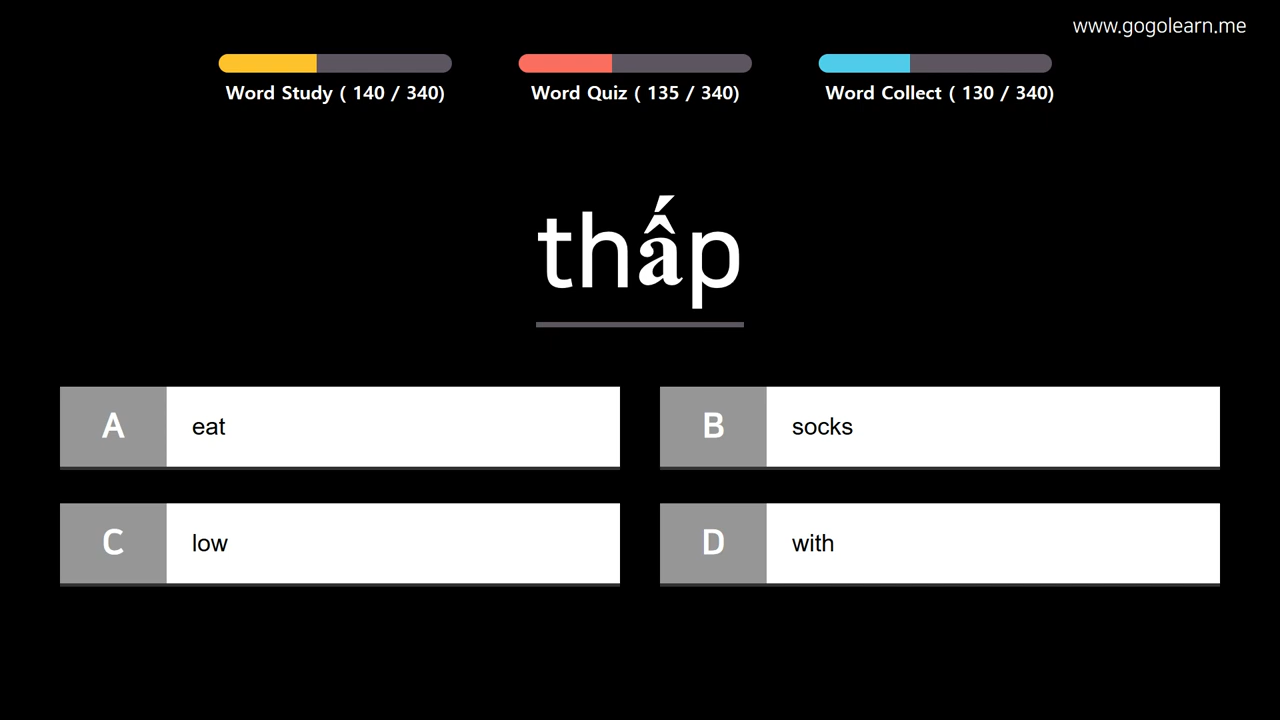 www.gogolearn.me
Word Study ( 140 / 340)
Word Quiz ( 135 / 340)
Word Collect ( 130 / 340)
thấp
A
eat
B
socks
C
low
D
with